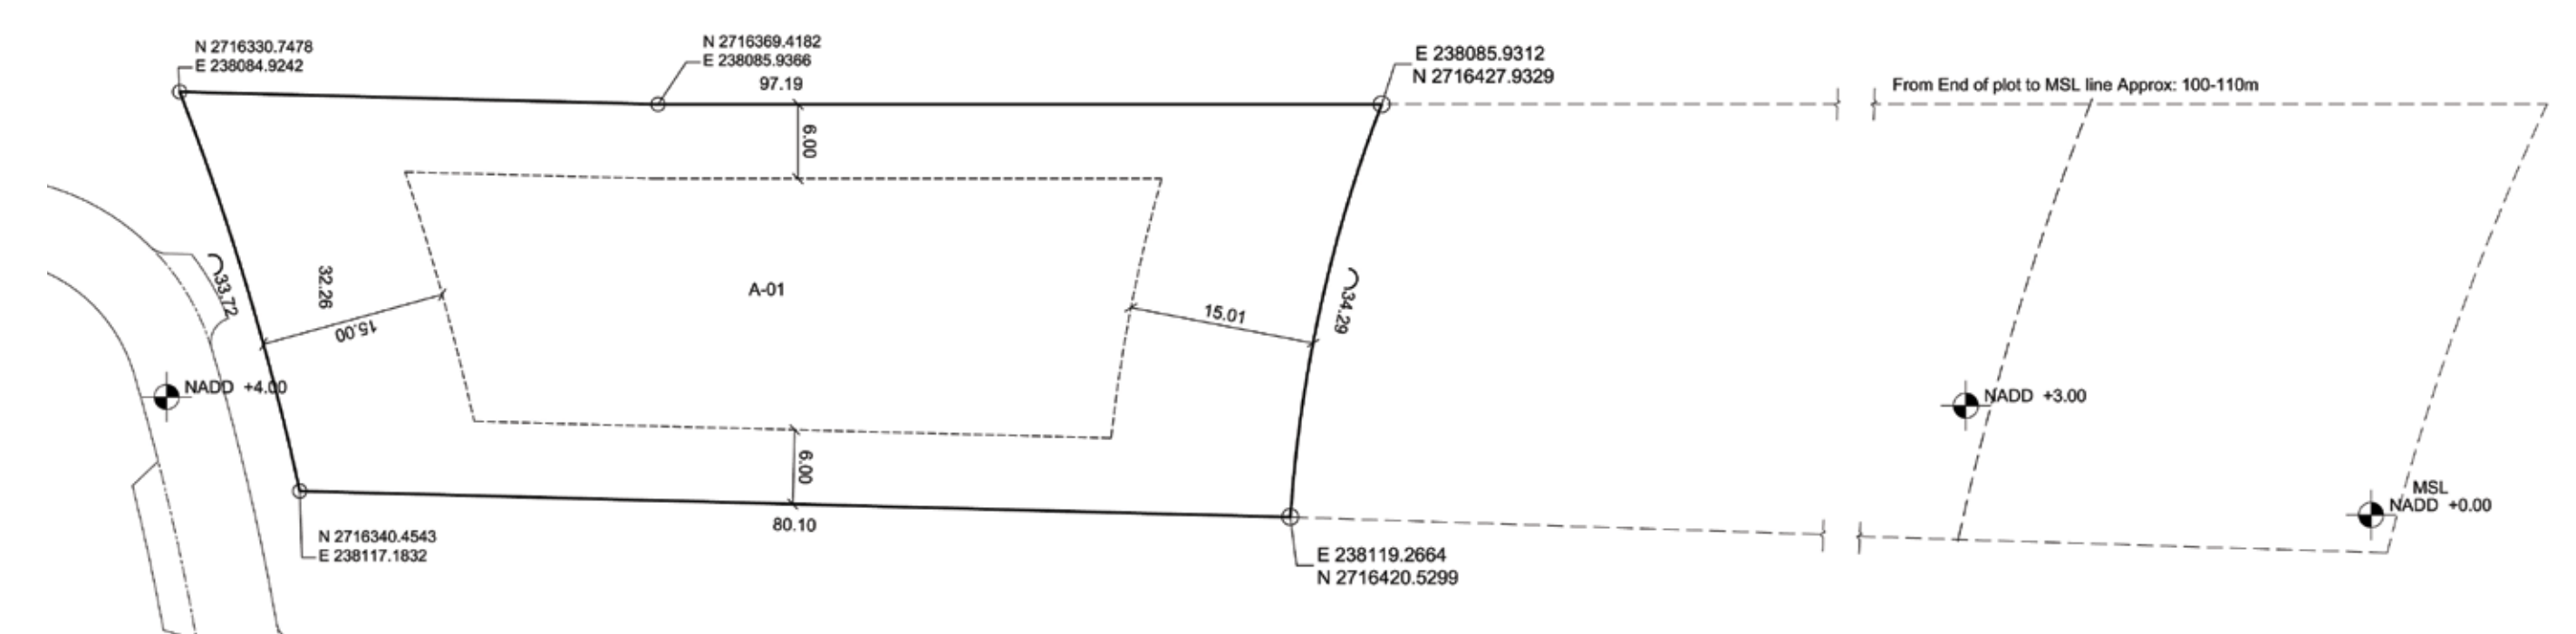 N 2716330.7478
E 238084.9242
N 2716369.4182
E 238085.9366
97.19
E 238085.9312
N 2716427.9329
From End of plot to MSL line Approx: 100-110m
6.00
33.72
32.26
15.00
A-01
15.01
34.29
NADD +4.00
NADD +3.00
6.00
MSL
NADD +0.00
80.10
N 2716340.4543
E 238117.1832
E 238119.2664
N 2716420.5299